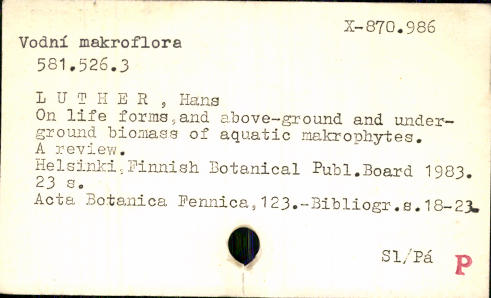 X-870.986
Vodní makroflora
581.526.3
L U T H E R , Hans
On life forms,and above-ground and under-
ground biomass of aquatic makrophytes.
A review.
Helsinki,Finnish Botanical Publ.Board 1983.
23 s.
Acta Botanica Fennica,123.-Bibliogr.s.18-23.
Sl/Pá
P